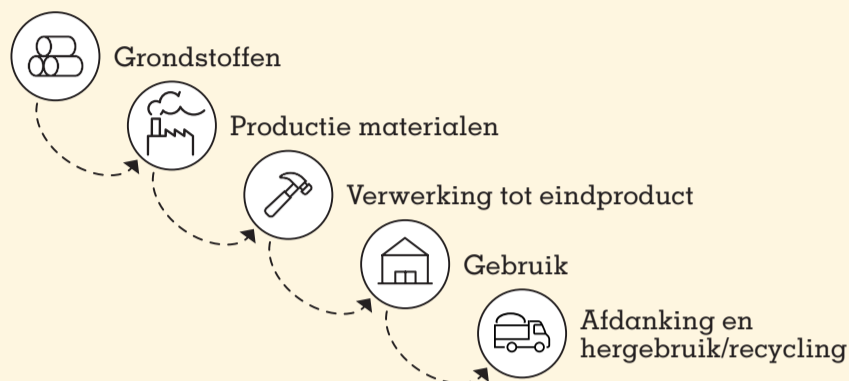 Grondstoffen
Productie materialen
Verwerking tot eindproduct
Gebruik
Afdanking en
hergebruik/recycling